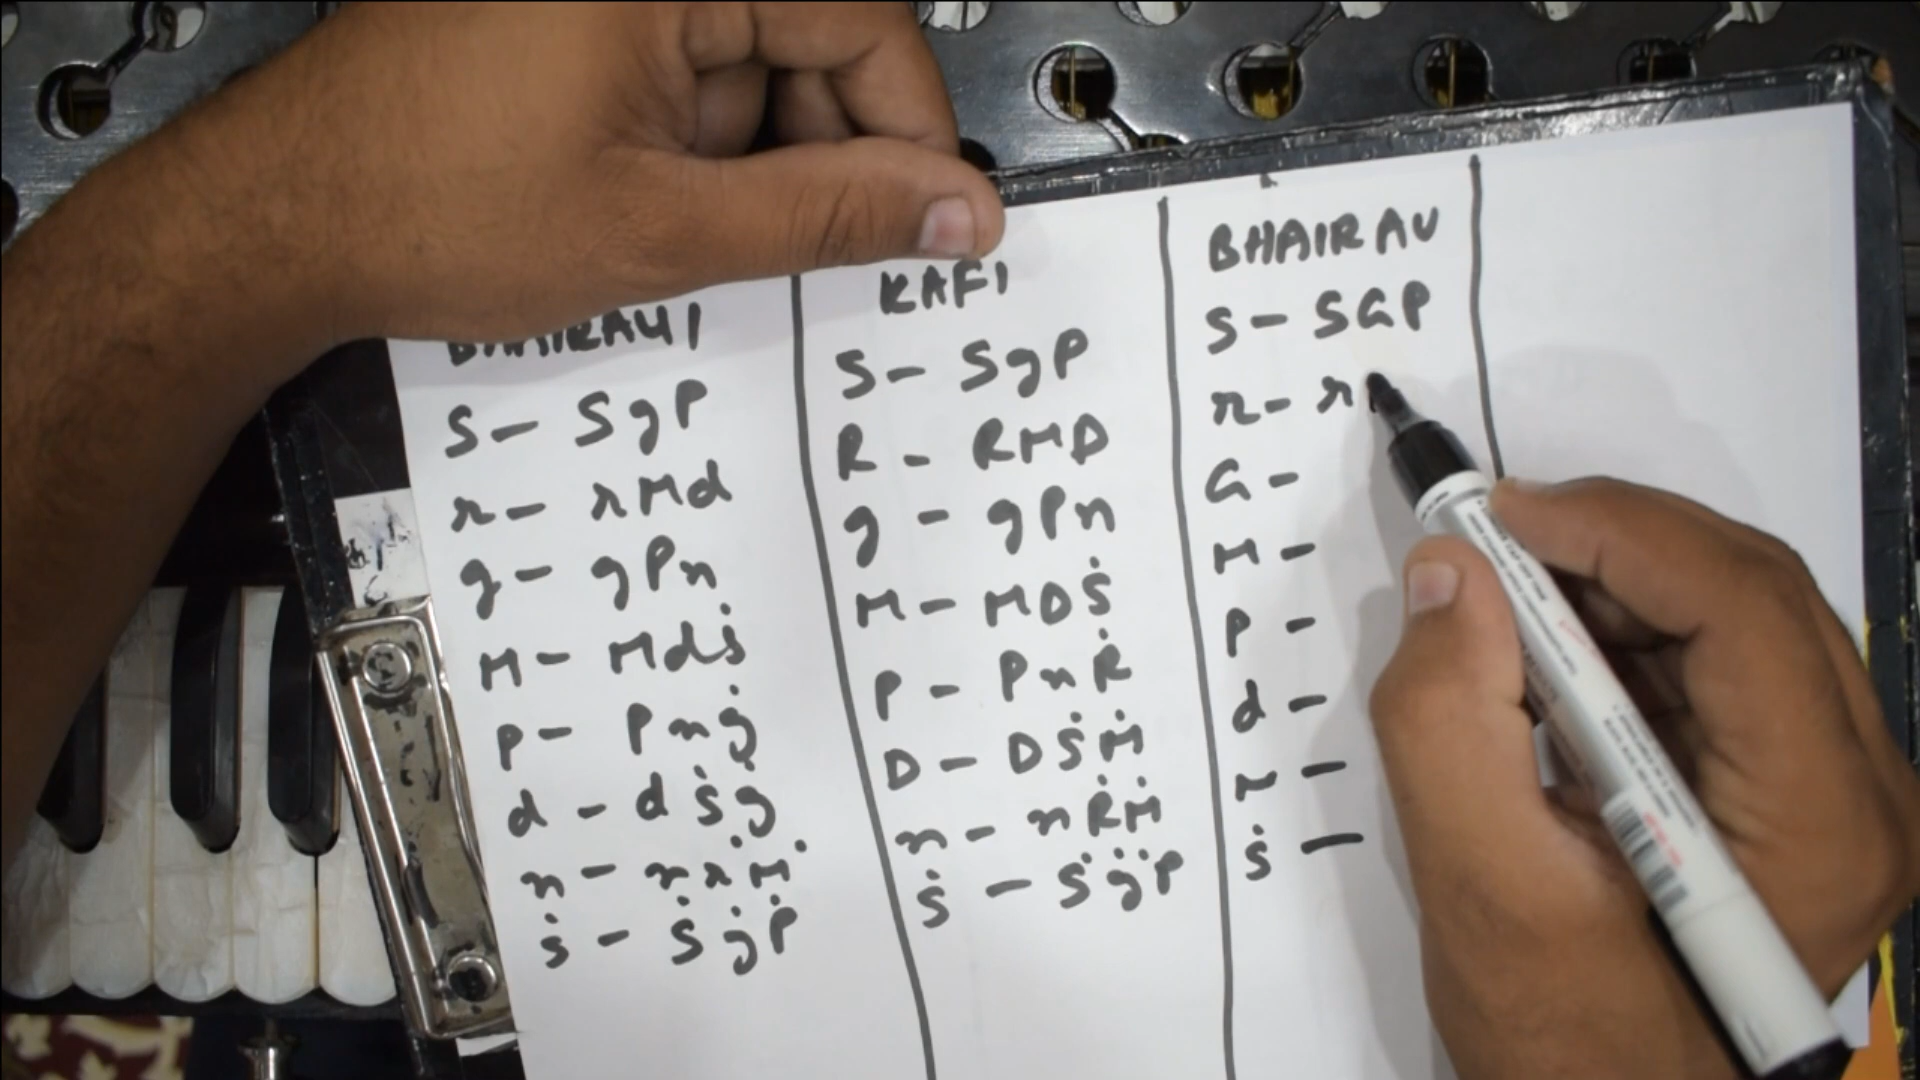 BHAIRAVI
S - SgP
r - rMd
g - gPn
M - MdṠ
P - Pnġ
d - dṠġ
n - nṙṀ
Ṡ - ṠġṖ
KAFI
S - SgP
R - RMD
g - gPn
M - MDṠ
P - PnṘ
D - DṠṀ
n - nṘṀ
Ṡ - ṠġṖ
BHAIRAV
S - SGP
r - r
G -
M -
P -
d -
N -
Ṡ -